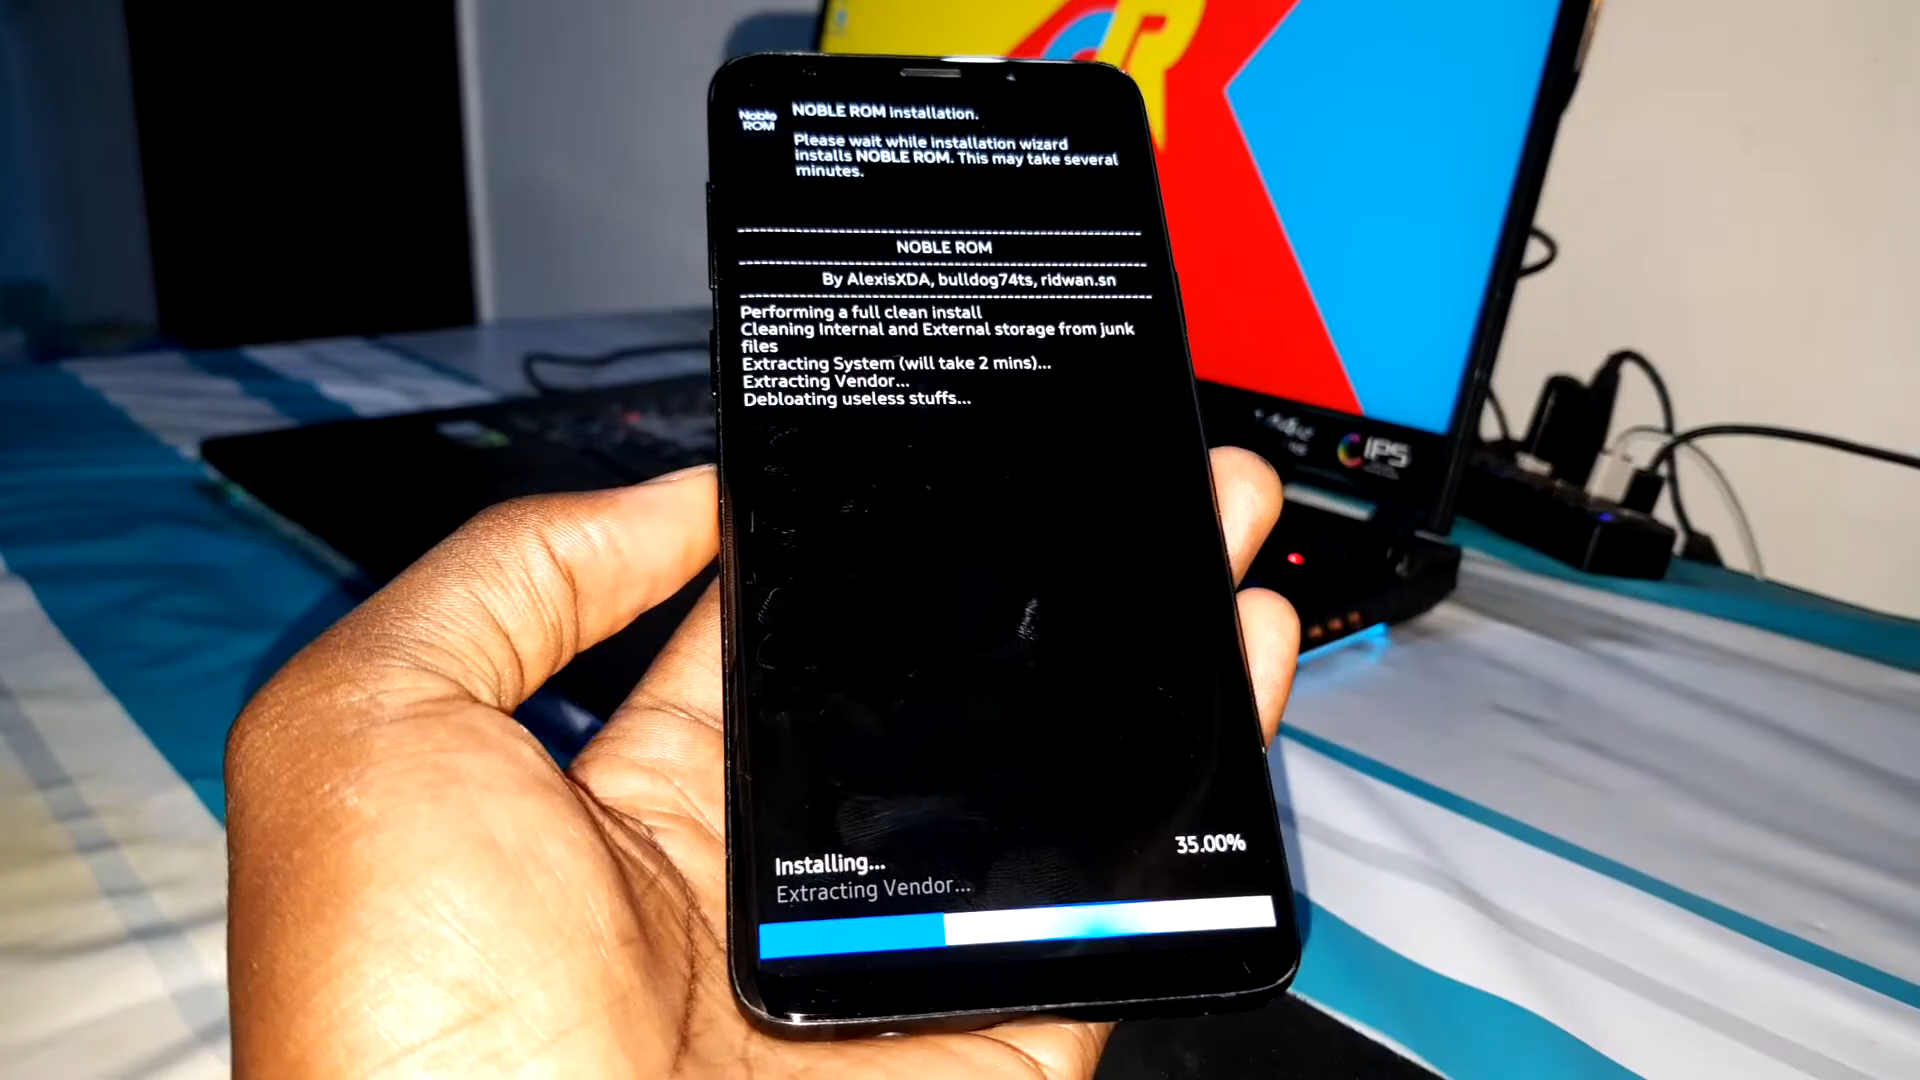 Noble
ROM
NOBLE ROM installation.
Please wait while installation wizard
installs NOBLE ROM. This may take several
minutes.
NOBLE ROM
By AlexisXDA, bulldog74ts, ridwan.sn
Performing a full clean install
Cleaning Internal and External storage from junk
files
Extracting System (will take 2 mins)...
Extracting Vendor...
Debloating useless stuffs...
35.00%
Installing...
Extracting Vendor...
IPS